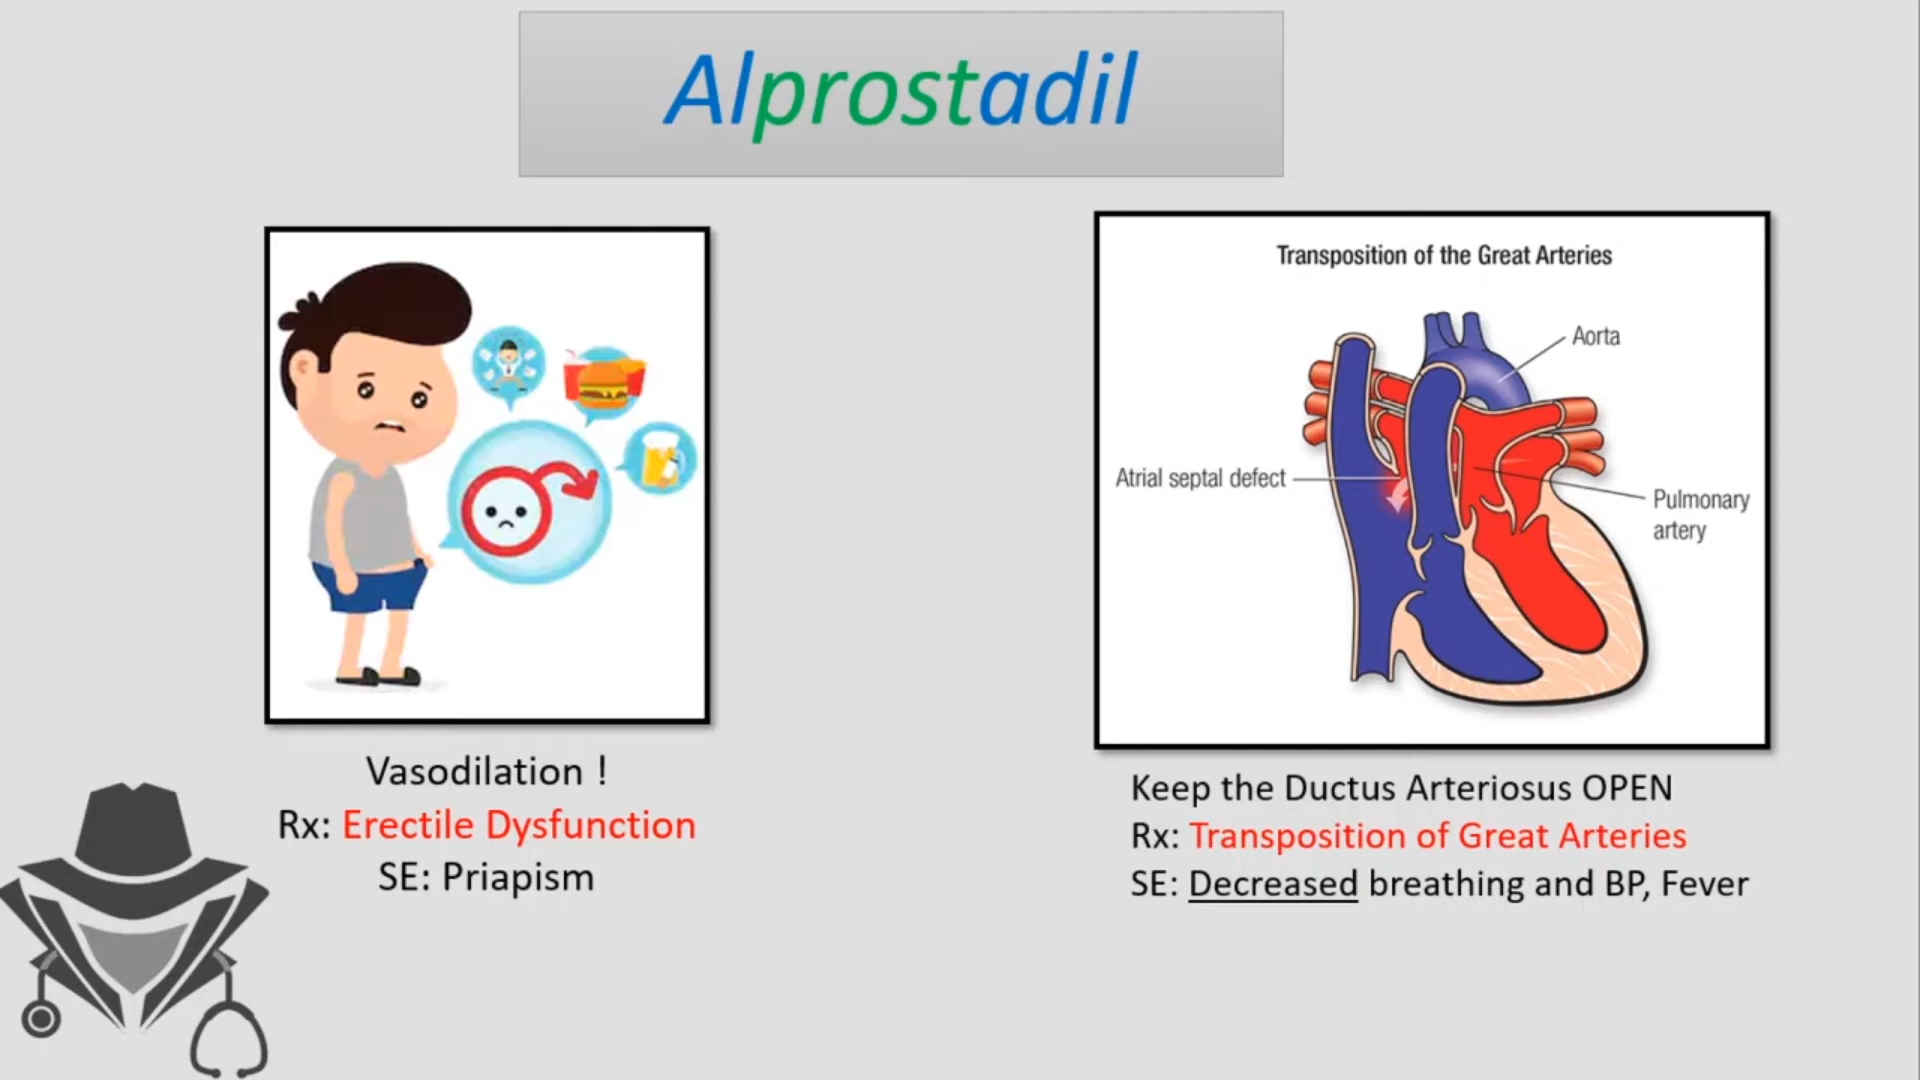 Alprostadil
Vasodilation !
Rx: Erectile Dysfunction
SE: Priapism
Transposition of the Great Arteries
Aorta
Atrial septal defect
Pulmonary
artery
Keep the Ductus Arteriosus OPEN
Rx: Transposition of Great Arteries
SE: Decreased breathing and BP, Fever